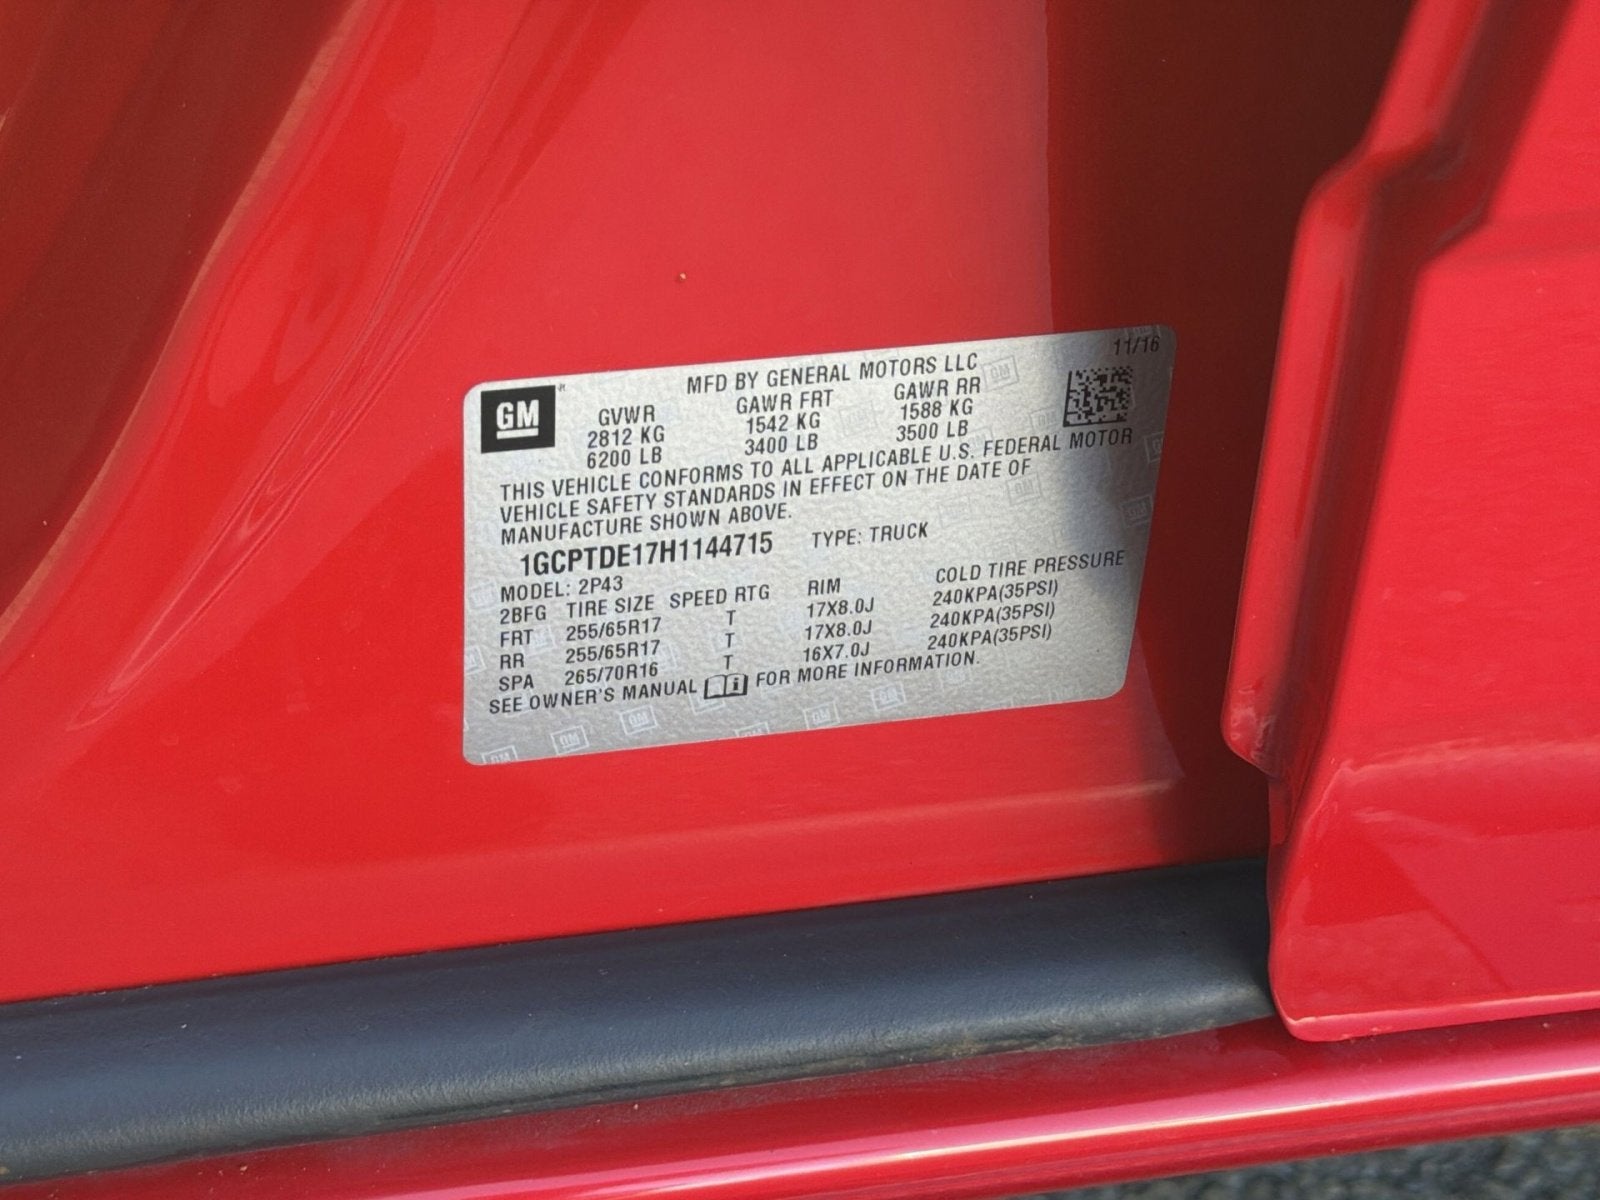 11/16
GM
MFD BY GENERAL MOTORS LLC
GVWR GAWR FRT GAWR RR
2812 KG 1542 KG 1588 KG
6200 LB 3400 LB 3500 LB
THIS VEHICLE CONFORMS TO ALL APPLICABLE U.S. FEDERAL MOTOR
VEHICLE SAFETY STANDARDS IN EFFECT ON THE DATE OF
MANUFACTURE SHOWN ABOVE.
1GCPTDE17H1144715 TYPE: TRUCK
MODEL: 2P43
2BFG TIRE SIZE SPEED RTG RIM COLD TIRE PRESSURE
FRT 255/65R17 T 17X8.0J 240KPA(35PSI)
RR 255/65R17 T 17X8.0J 240KPA(35PSI)
SPA 265/70R16 T 16X7.0J 240KPA(35PSI)
SEE OWNER'S MANUAL FOR MORE INFORMATION.